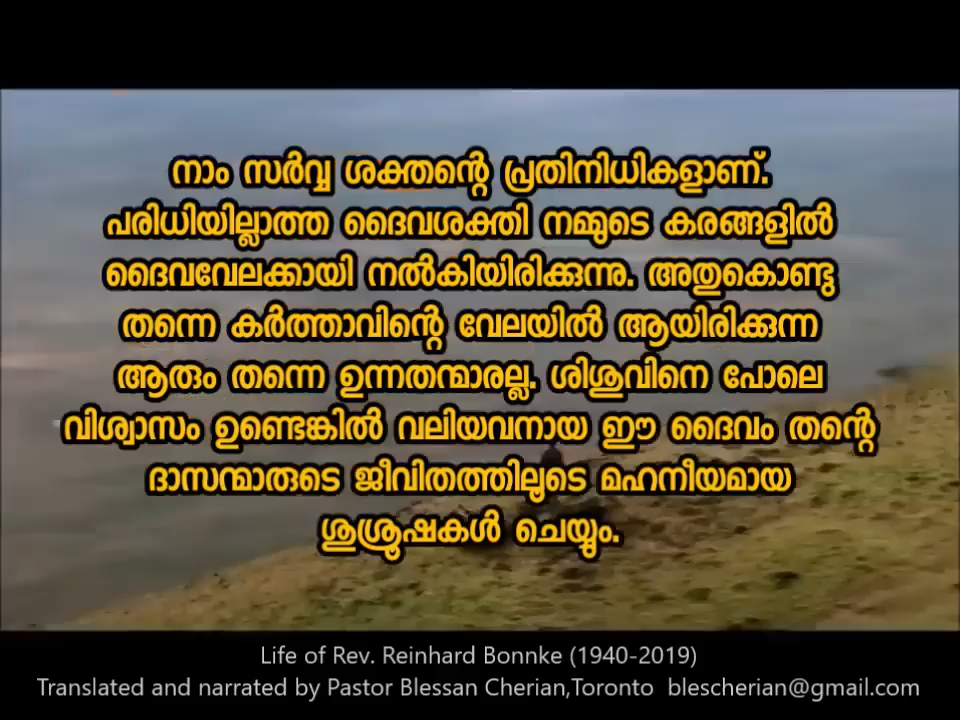 നാം സർവ്വ ശക്തന്റെ പ്രതിനിധികളാണ്.
പരിധിയില്ലാത്ത ദൈവശക്തി നമ്മുടെ കരങ്ങളിൽ
ദൈവവേലക്കായി നൽകിയിരിക്കുന്നു. അതുകൊണ്ടു
തന്നെ കർത്താവിന്റെ വേലയിൽ ആയിരിക്കുന്ന
ആരും തന്നെ ഉന്നതന്മാരല്ല. ശിശുവിനെ പോലെ
വിശ്വാസം ഉണ്ടെങ്കിൽ വലിയവനായ ഈ ദൈവം തന്റെ
ദാസന്മാരുടെ ജീവിതത്തിലൂടെ മഹനീയമായ
ശുശ്രൂഷകൾ ചെയ്യും.
Life of Rev. Reinhard Bonnke (1940-2019)
Translated and narrated by Pastor Blessan Cherian,Toronto blescherian@gmail.com